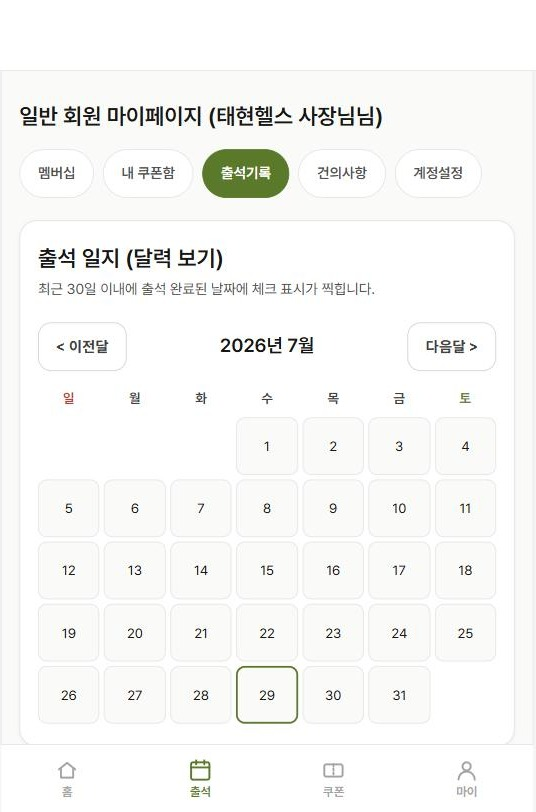 일반 회원 마이페이지 (태현헬스 사장님님)
멤버십 내 쿠폰함 출석기록 건의사항 계정설정
출석 일지 (달력 보기)
최근 30일 이내에 출석 완료된 날짜에 체크 표시가 찍힙니다.
< 이전달 2026년 7월 다음달 >
일 월 화 수 목 금 토
1 2 3 4
5 6 7 8 9 10 11
12 13 14 15 16 17 18
19 20 21 22 23 24 25
26 27 28 29 30 31
홈 출석 쿠폰 마이